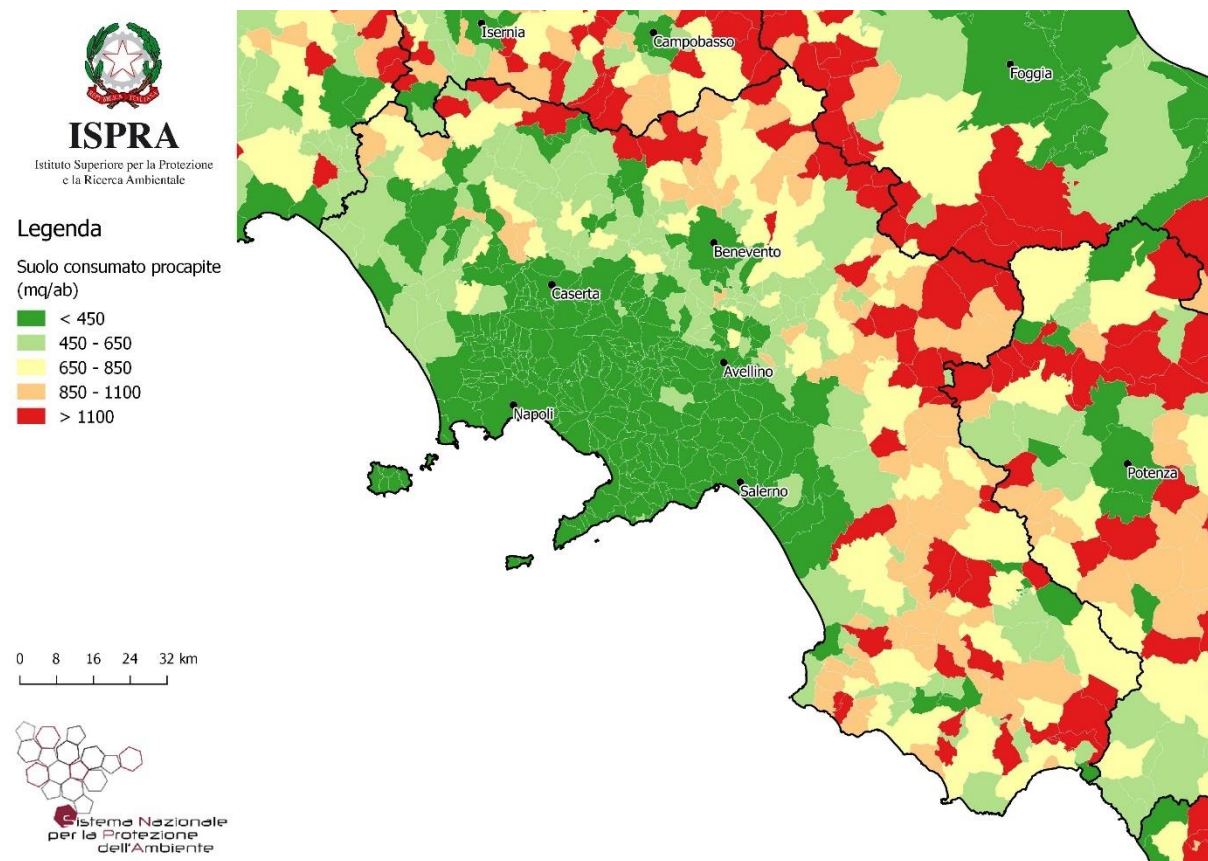 ISPRA
Istituto Superiore per la Protezione
e la Ricerca Ambientale
Legenda
Suolo consumato procapite
(mq/ab)
< 450
450 - 650
650 - 850
850 - 1100
> 1100
0 8 16 24 32 km
Sistema Nazionale
per la Protezione
dell'Ambiente
Isernia
Campobasso
Foggia
Benevento
Caserta
Avellino
Napoli
Potenza
Salerno